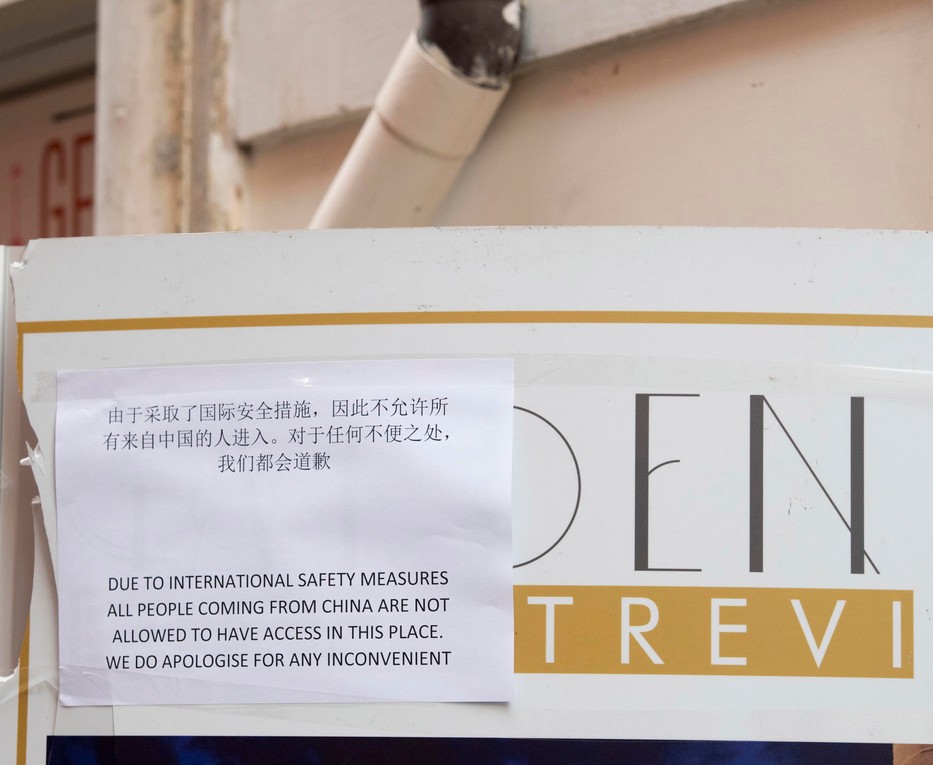 由于采取了国际安全措施，因此不允许所
有来自中国的人进入。对于任何不便之处，
我们都会道歉
DUE TO INTERNATIONAL SAFETY MEASURES
ALL PEOPLE COMING FROM CHINA ARE NOT
ALLOWED TO HAVE ACCESS IN THIS PLACE.
WE DO APOLOGISE FOR ANY INCONVENIENT
DEN
TREVI